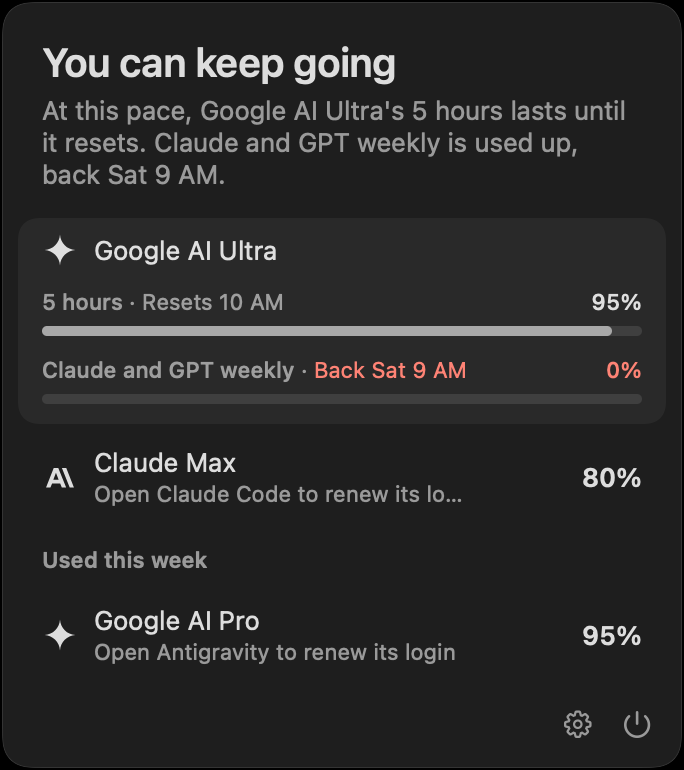 You can keep going
At this pace, Google AI Ultra's 5 hours lasts until
it resets. Claude and GPT weekly is used up,
back Sat 9 AM.
Google AI Ultra
5 hours · Resets 10 AM 95%
Claude and GPT weekly · Back Sat 9 AM 0%
Claude Max
Open Claude Code to renew its lo...
80%
Used this week
Google AI Pro
Open Antigravity to renew its login
95%